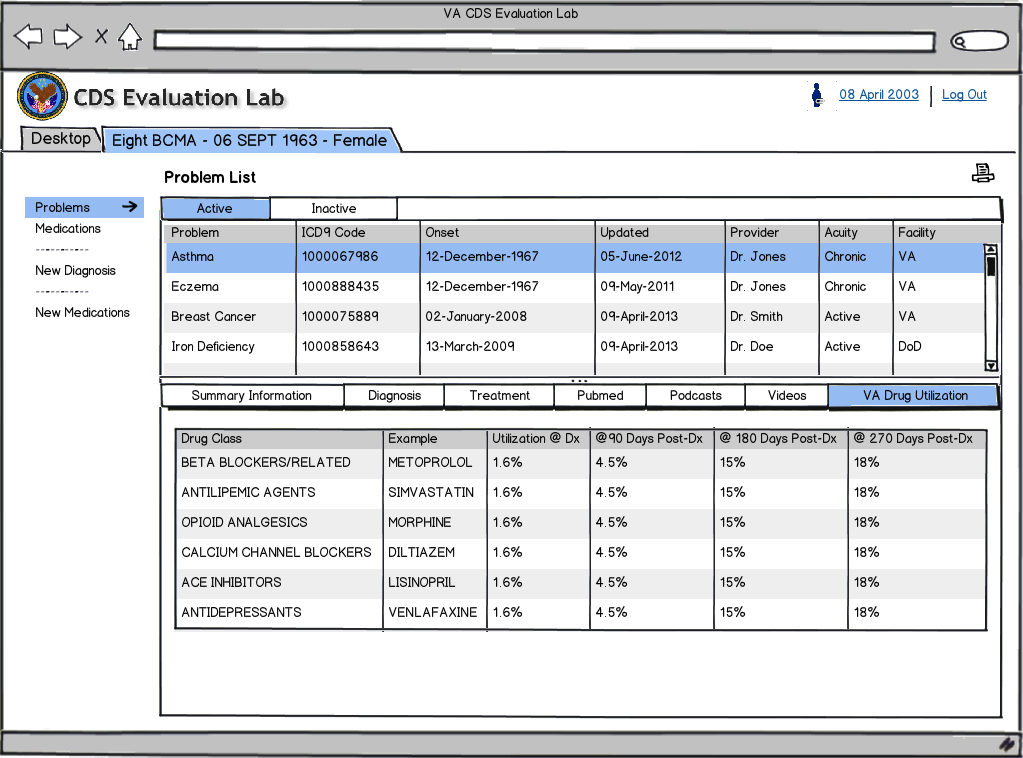 VA CDS Evaluation Lab
CDS Evaluation Lab
08 April 2003 Log Out
Desktop Eight BCMA - 06 SEPT 1963 - Female
Problem List
Problems
Medications
-----------
New Diagnosis
-----------
New Medications
Active Inactive
Problem ICD9 Code Onset Updated Provider Acuity Facility
Asthma 1000067986 12-December-1967 05-June-2012 Dr. Jones Chronic VA
Eczema 1000888435 12-December-1967 09-May-2011 Dr. Jones Chronic VA
Breast Cancer 1000075889 02-January-2008 09-April-2013 Dr. Smith Active VA
Iron Deficiency 1000858643 13-March-2009 09-April-2013 Dr. Doe Active DoD
Summary Information Diagnosis Treatment Pubmed Podcasts Videos VA Drug Utilization
Drug Class Example Utilization @ Dx @90 Days Post-Dx @ 180 Days Post-Dx @ 270 Days Post-Dx
BETA BLOCKERS/RELATED METOPROLOL 1.6% 4.5% 15% 18%
ANTILIPEMIC AGENTS SIMVASTATIN 1.6% 4.5% 15% 18%
OPIOID ANALGESICS MORPHINE 1.6% 4.5% 15% 18%
CALCIUM CHANNEL BLOCKERS DILTIAZEM 1.6% 4.5% 15% 18%
ACE INHIBITORS LISINOPRIL 1.6% 4.5% 15% 18%
ANTIDEPRESSANTS VENLAFAXINE 1.6% 4.5% 15% 18%